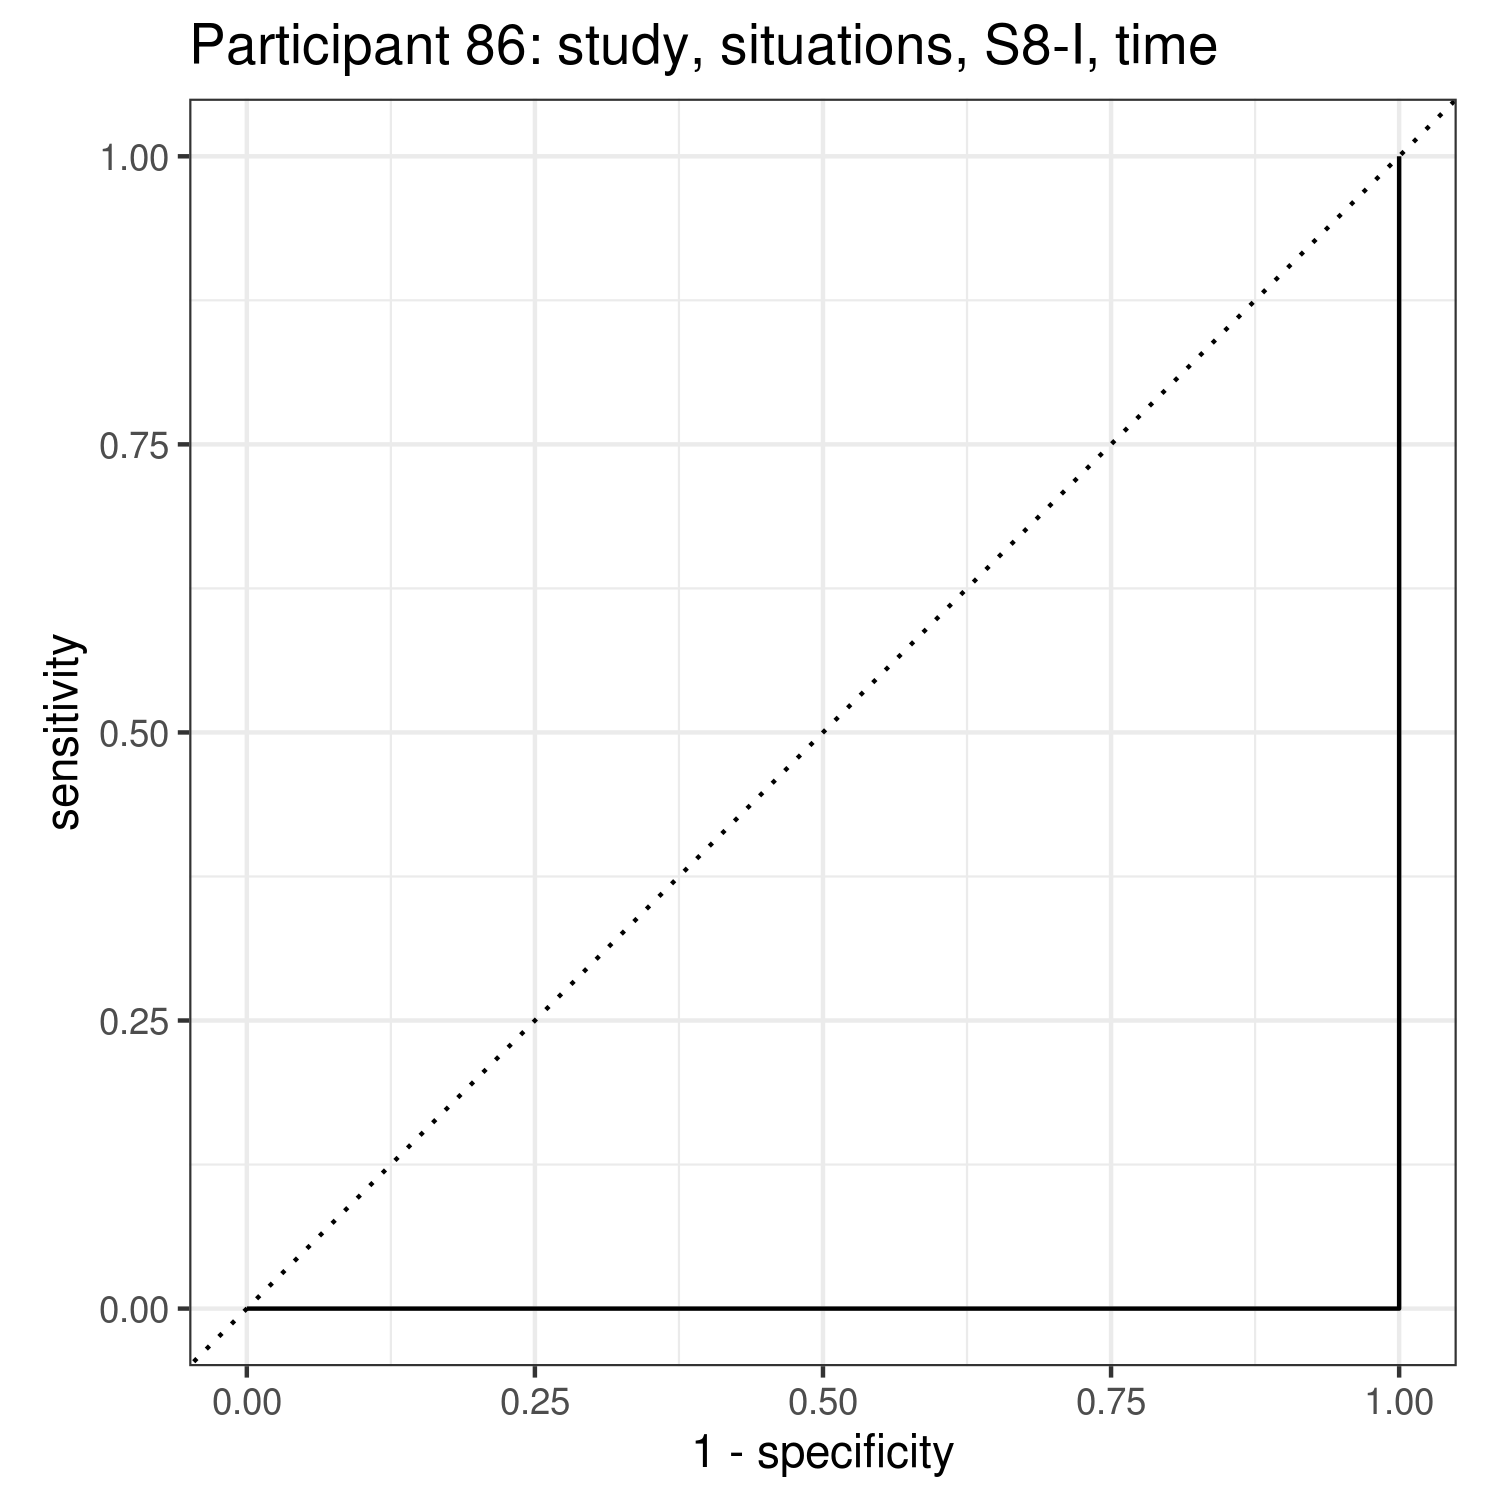 Participant 86: study, situations, S8-I, time
1.00
0.75
0.50
0.25
0.00
sensitivity
0.00 0.25 0.50 0.75 1.00
1 - specificity